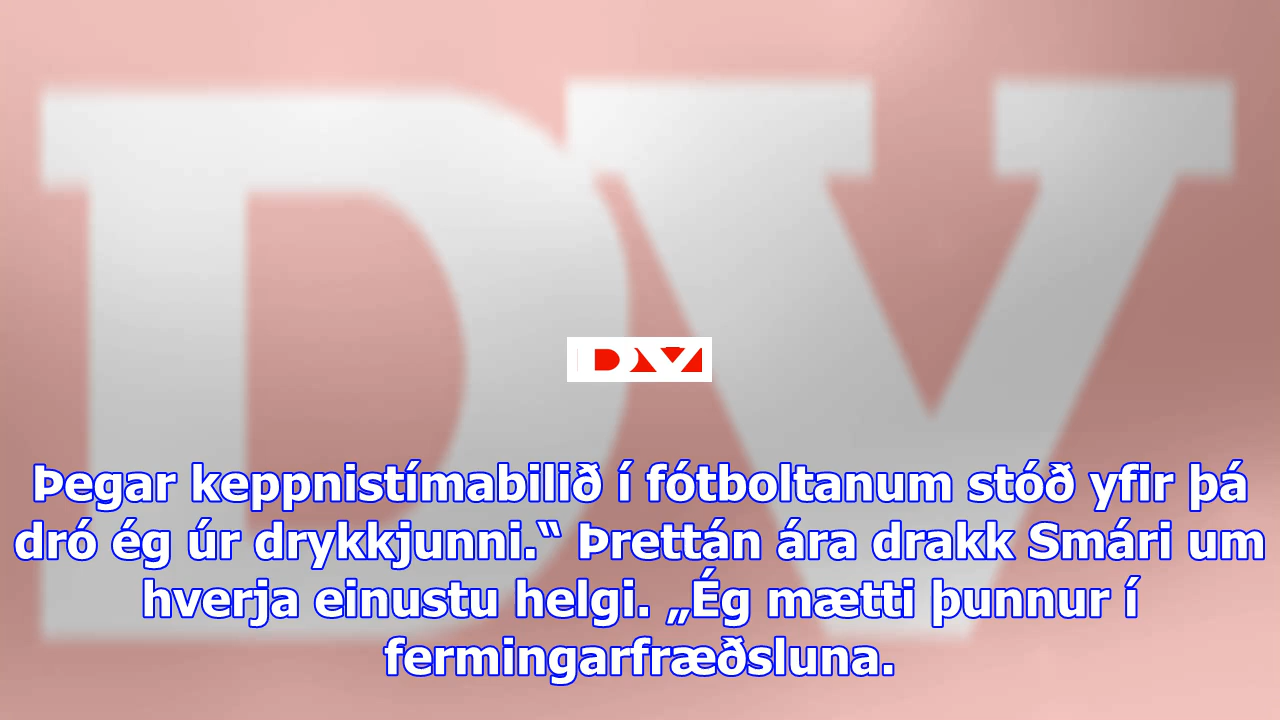 DV
DV
Þegar keppnistímabilið í fótboltanum stóð yfir þá
dró ég úr drykkjunni.“ Þrettán ára drakk Smári um
hverja einustu helgi. „Ég mætti þunnur í
fermingarfræðsluna.